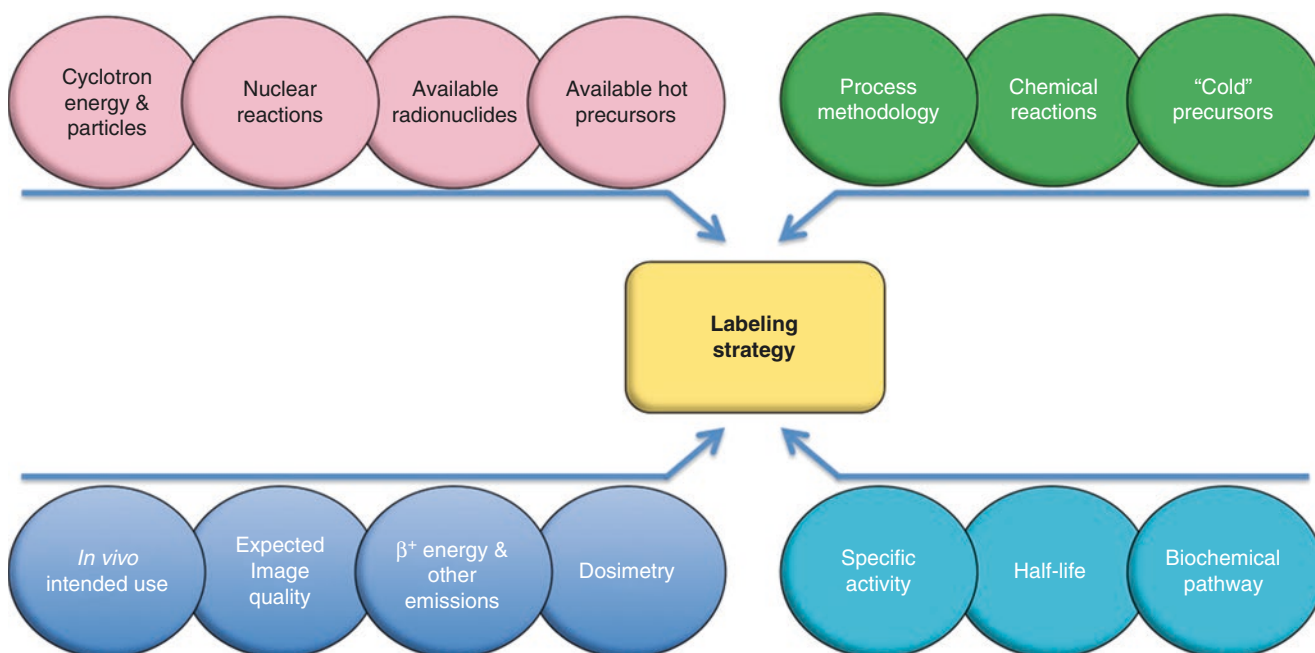 Cyclotron
energy &
particles
Nuclear
reactions
Available
radionuclides
Available hot
precursors
Process
methodology
Chemical
reactions
“Cold”
precursors
Labeling
strategy
In vivo
intended use
Expected
Image
quality
β⁺ energy &
other
emissions
Dosimetry
Specific
activity
Half-life
Biochemical
pathway